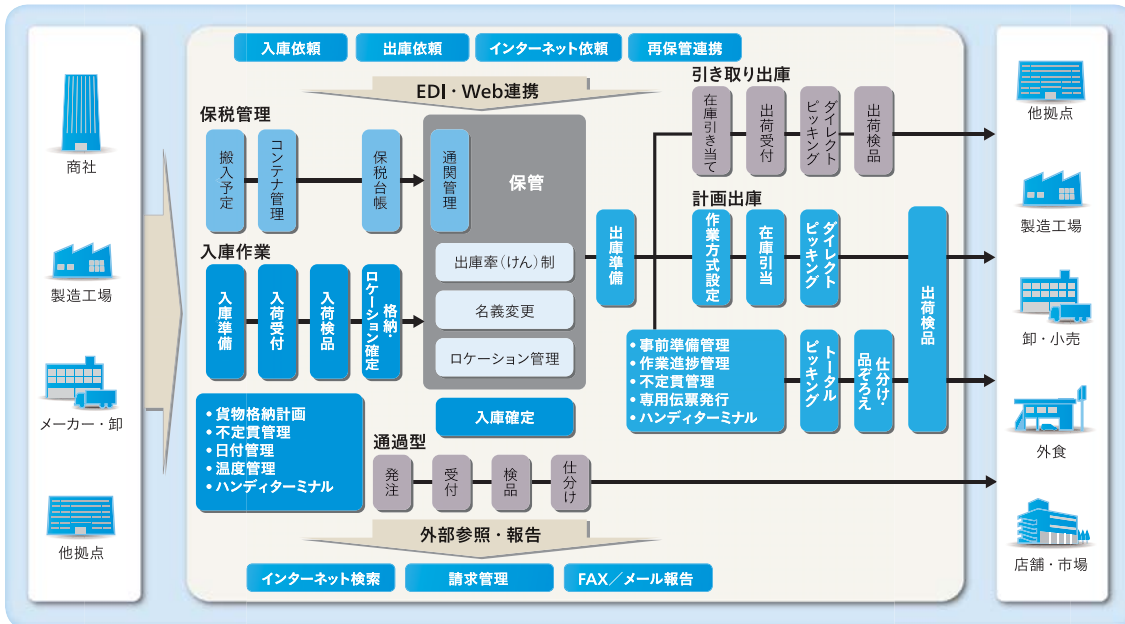 商社
製造工場
メーカー・卸
他拠点
入庫依頼
出庫依頼
インターネット依頼
再保管連携
EDI・Web連携
保税管理
搬入予定
コンテナ管理
保税台帳
通関管理
保管
入庫作業
入庫準備
入荷受付
入荷検品
格納・
ロケーション確定
出庫牽(けん)制
名義変更
ロケーション管理
入庫確定
・貨物格納計画
・不定貫管理
・日付管理
・温度管理
・ハンディターミナル
出庫準備
引き取り出庫
在庫引き当て
出荷受付
ダイレクト
ピッキング
出荷検品
計画出庫
作業方式設定
在庫引当
ダイレクト
ピッキング
・事前準備管理
・作業進捗管理
・不定貫管理
・専用伝票発行
・ハンディターミナル
トータル
ピッキング
仕分け・
品ぞろえ
出荷検品
通過型
発注
受付
検品
仕分け
外部参照・報告
インターネット検索
請求管理
FAX/メール報告
他拠点
製造工場
卸・小売
外食
店舗・市場